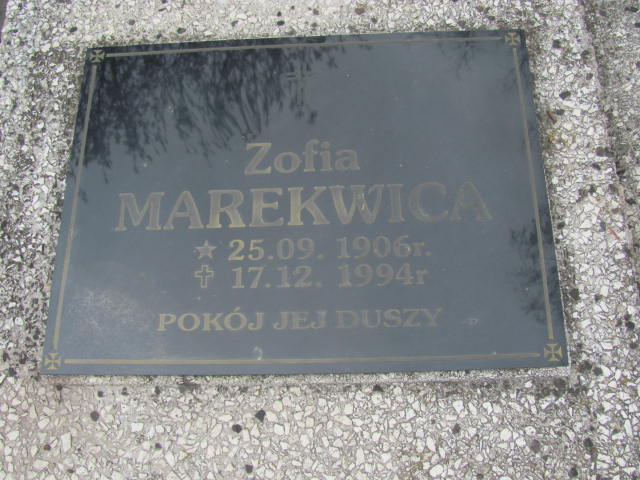 Zofia
MAREKWICA
★ 25.09. 1906r.
✝ 17.12. 1994r
POKÓJ JEJ DUSZY